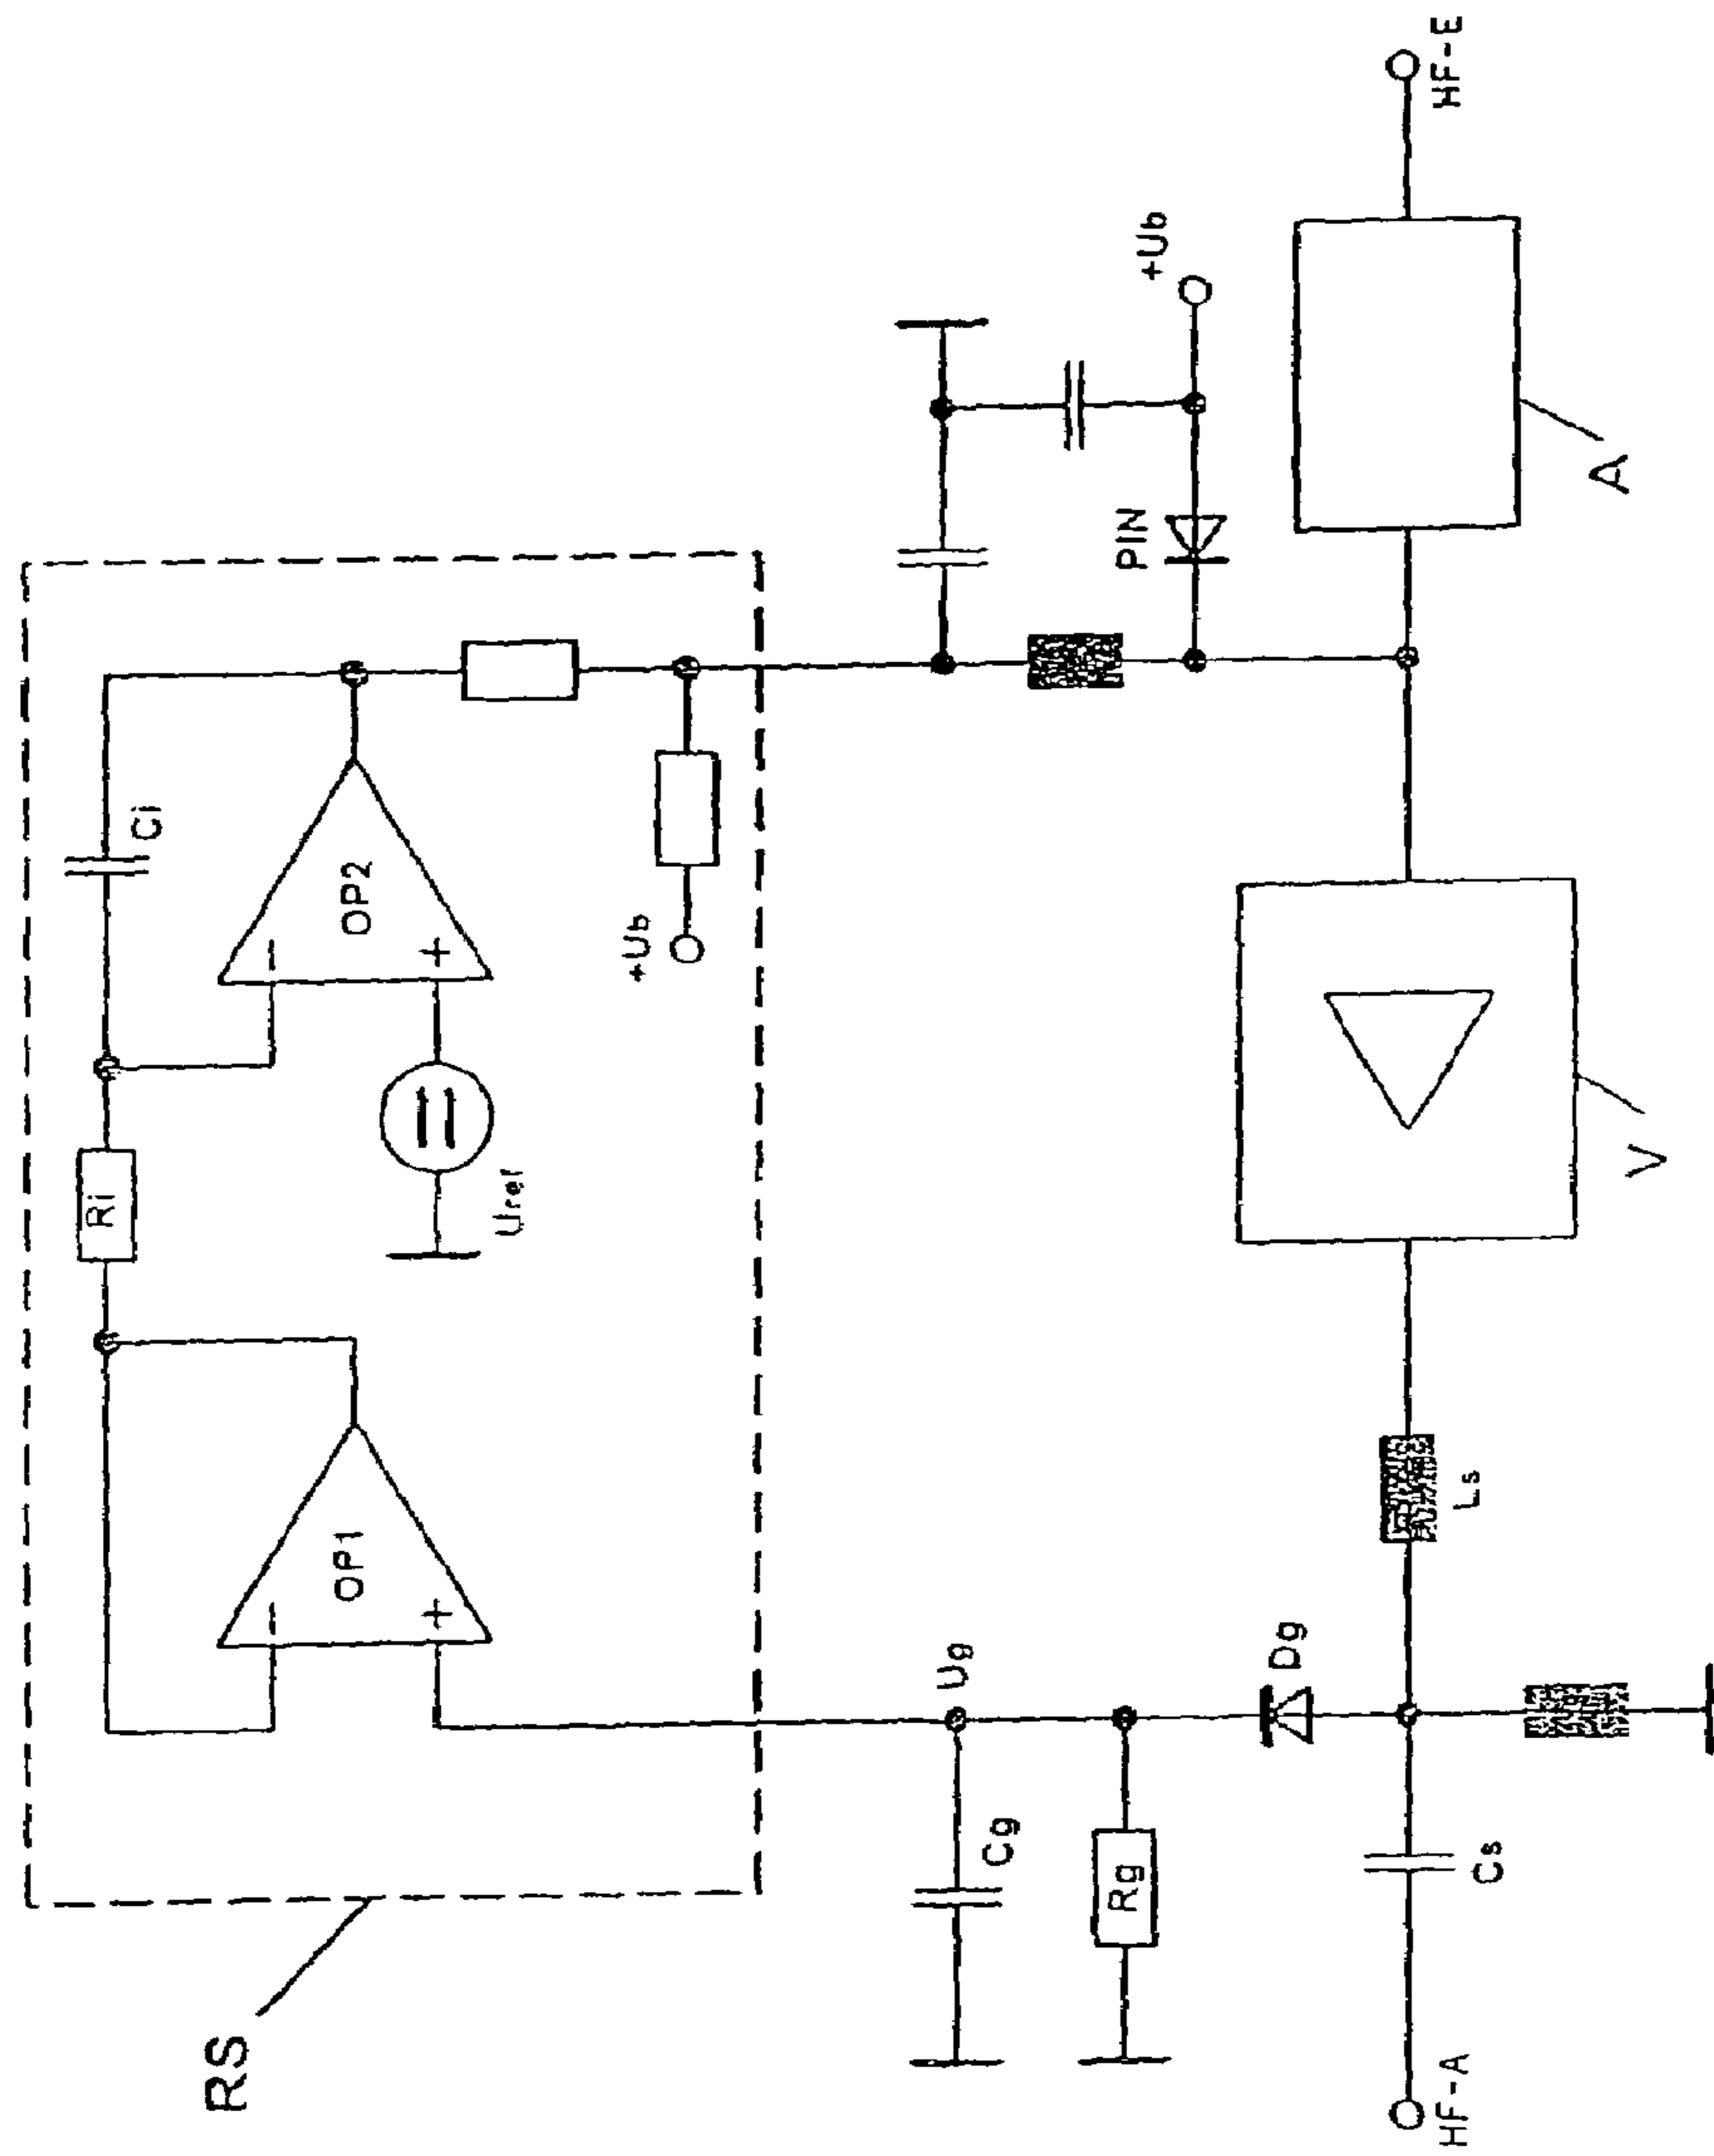 RS
OP1
-
+
Ri
Uref
OP2
-
+
Ci
+Ub
Ug
Cg
Rg
Dg
PIN
+Ub
HF-A
Cs
Ls
V
A
HF-E